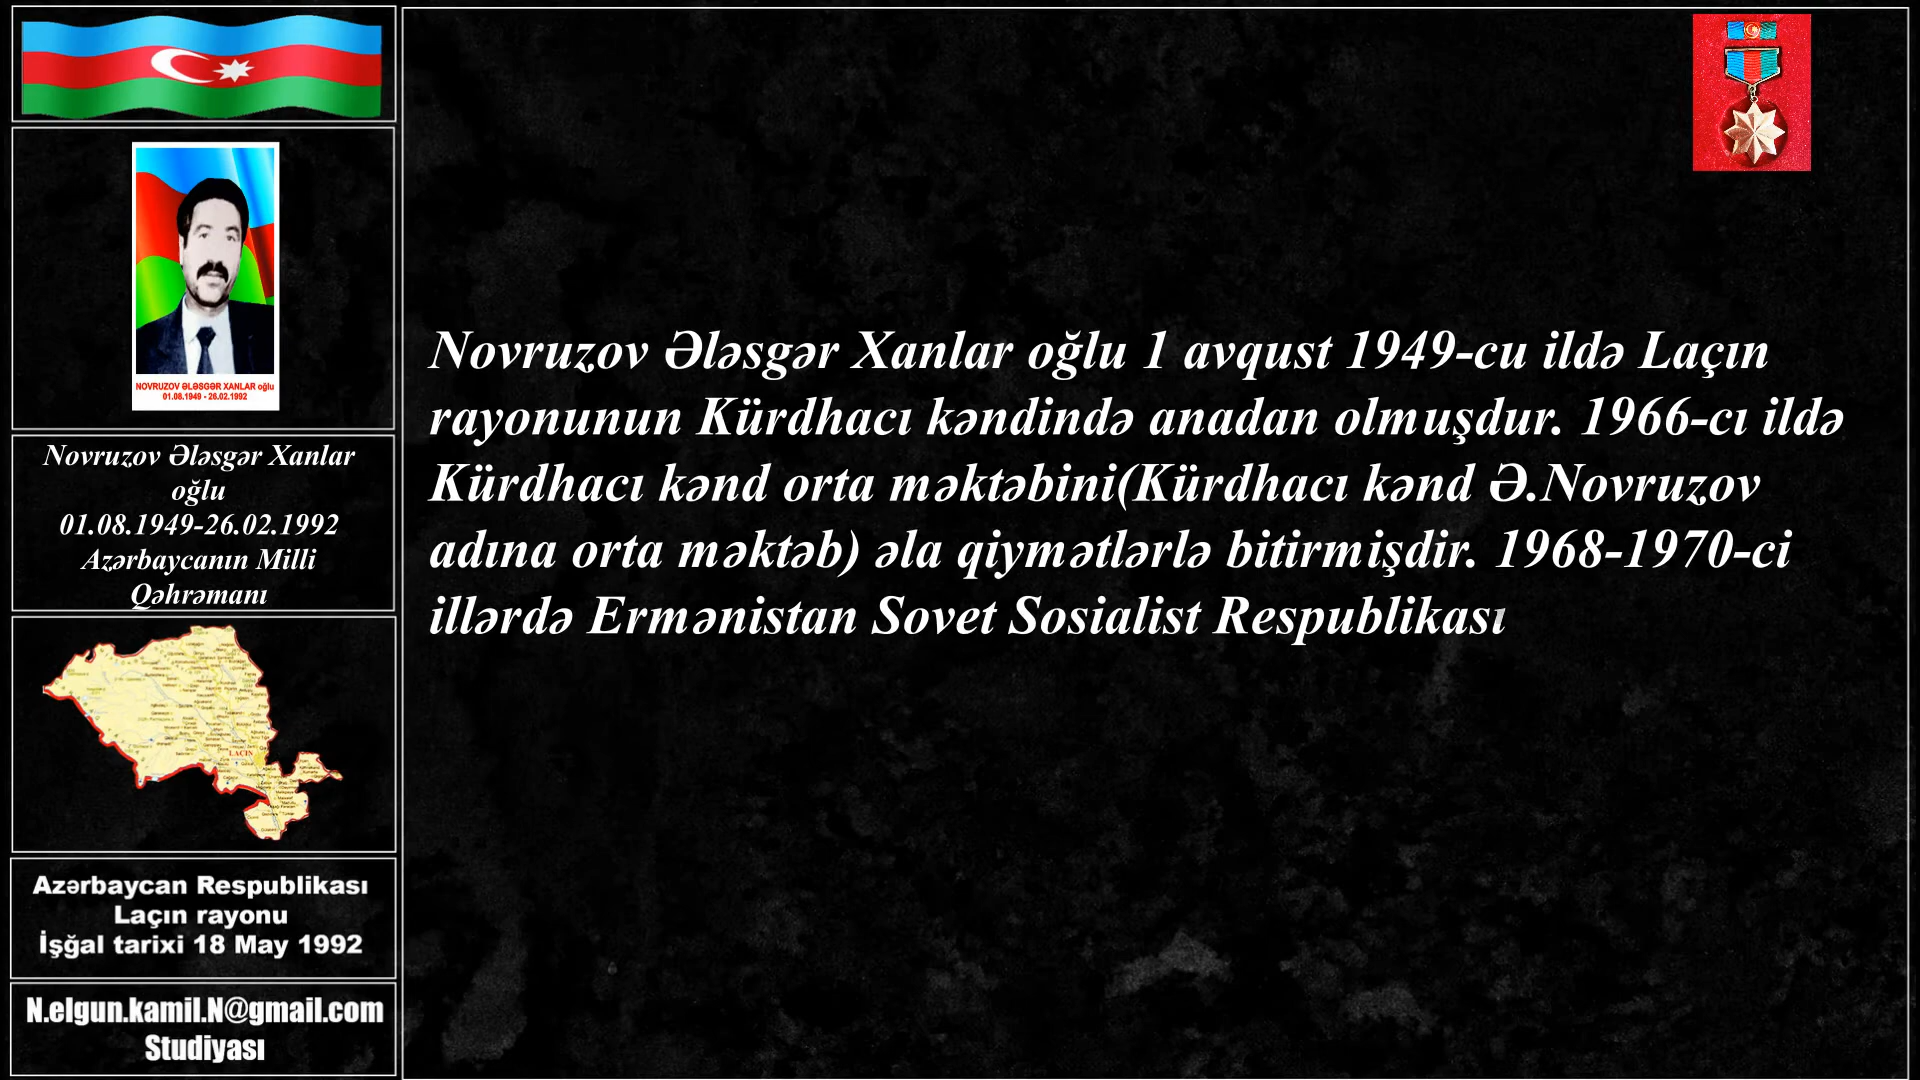 NOVRUZOV ƏLƏSGƏR XANLAR oğlu
01.08.1949 - 26.02.1992
Novruzov Ələsgər Xanlar
oğlu
01.08.1949-26.02.1992
Azərbaycanın Milli
Qəhrəmanı
LAÇIN
Azərbaycan Respublikası
Laçın rayonu
İşğal tarixi 18 May 1992
N.elgun.kamil.N@gmail.com
Studiyası
Novruzov Ələsgər Xanlar oğlu 1 avqust 1949-cu ildə Laçın
rayonunun Kürdhacı kəndində anadan olmuşdur. 1966-cı ildə
Kürdhacı kənd orta məktəbini(Kürdhacı kənd Ə.Novruzov
adına orta məktəb) əla qiymətlərlə bitirmişdir. 1968-1970-ci
illərdə Ermənistan Sovet Sosialist Respublikası